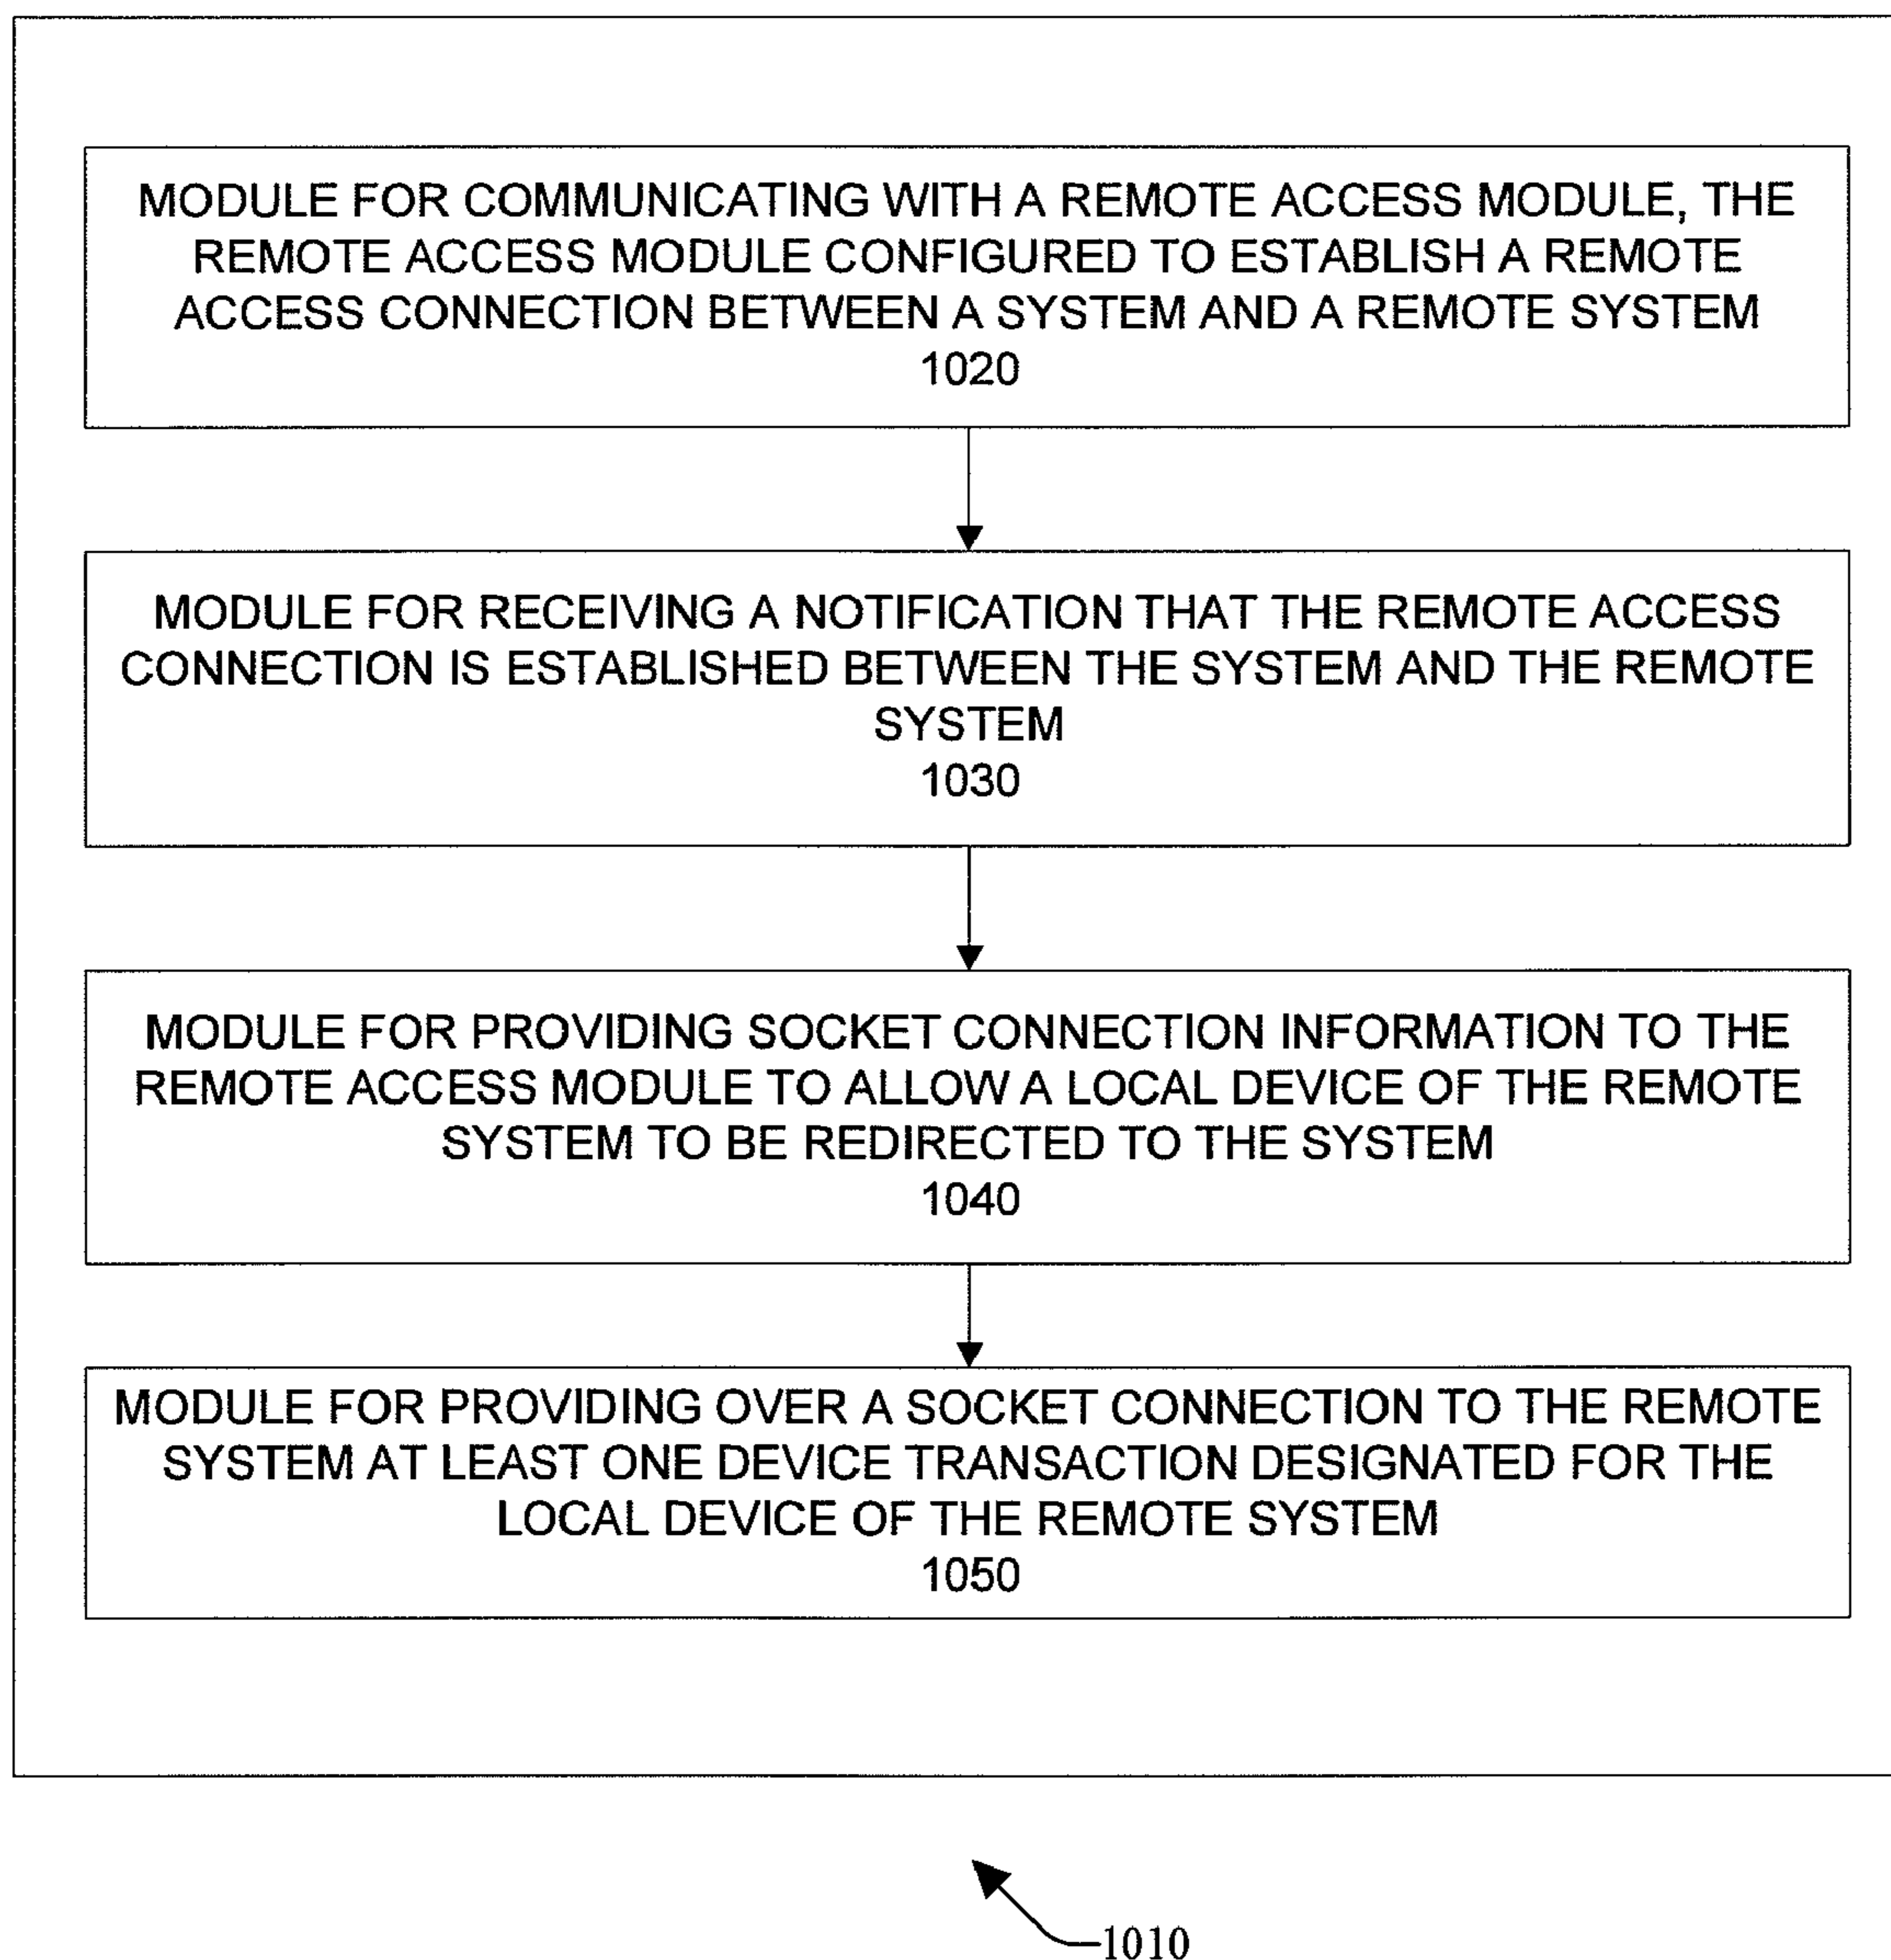 MODULE FOR COMMUNICATING WITH A REMOTE ACCESS MODULE, THE
REMOTE ACCESS MODULE CONFIGURED TO ESTABLISH A REMOTE
ACCESS CONNECTION BETWEEN A SYSTEM AND A REMOTE SYSTEM
1020
MODULE FOR RECEIVING A NOTIFICATION THAT THE REMOTE ACCESS
CONNECTION IS ESTABLISHED BETWEEN THE SYSTEM AND THE REMOTE
SYSTEM
1030
MODULE FOR PROVIDING SOCKET CONNECTION INFORMATION TO THE
REMOTE ACCESS MODULE TO ALLOW A LOCAL DEVICE OF THE REMOTE
SYSTEM TO BE REDIRECTED TO THE SYSTEM
1040
MODULE FOR PROVIDING OVER A SOCKET CONNECTION TO THE REMOTE
SYSTEM AT LEAST ONE DEVICE TRANSACTION DESIGNATED FOR THE
LOCAL DEVICE OF THE REMOTE SYSTEM
1050
1010